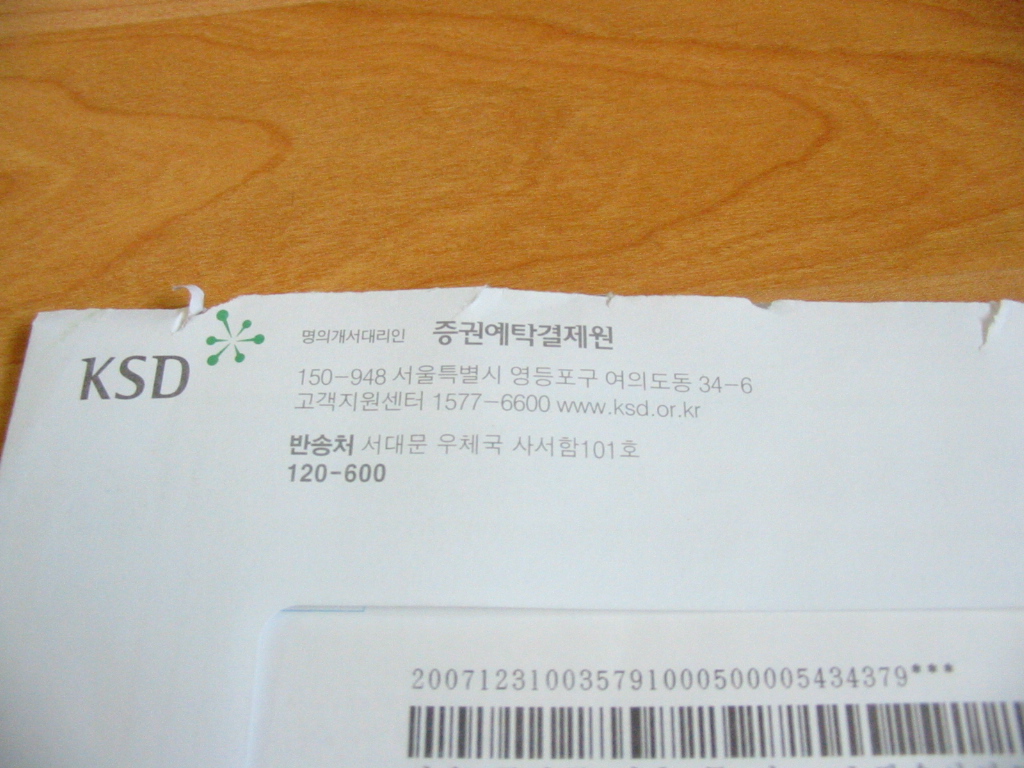 KSD
명의개서대리인 증권예탁결제원
150-948 서울특별시 영등포구 여의도동 34-6
고객지원센터 1577-6600 www.ksd.or.kr
반송처 서대문 우체국 사서함101호
120-600
200712310035791000500005434379***